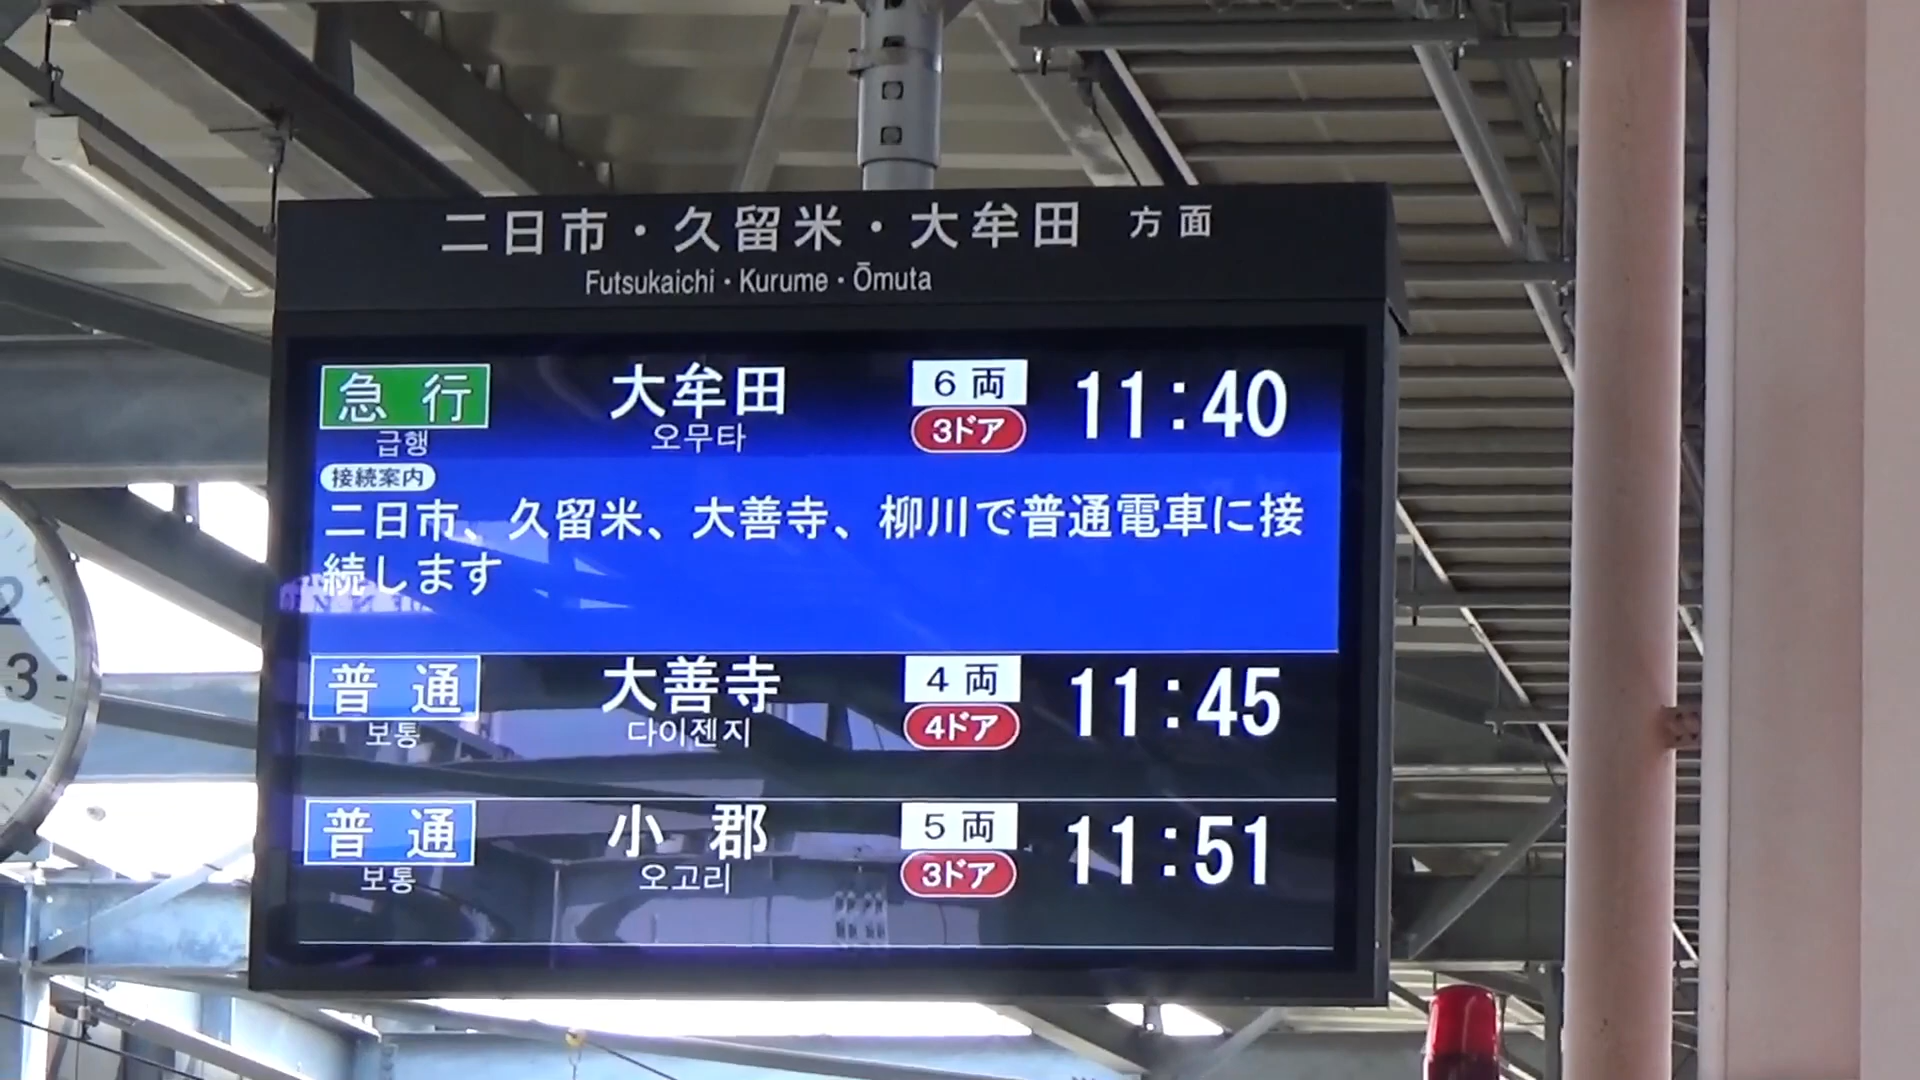 二日市・久留米・大牟田 方面
Futsukaichi・Kurume・Ōmuta
急行 大牟田 6両 11:40
급행 오무타 3ドア
接続案内
二日市、久留米、大善寺、柳川で普通電車に接
続します
普通 大善寺 4両 11:45
보통 다이젠지 4ドア
普通 小郡 5両 11:51
보통 오고리 3ドア
2
3
4